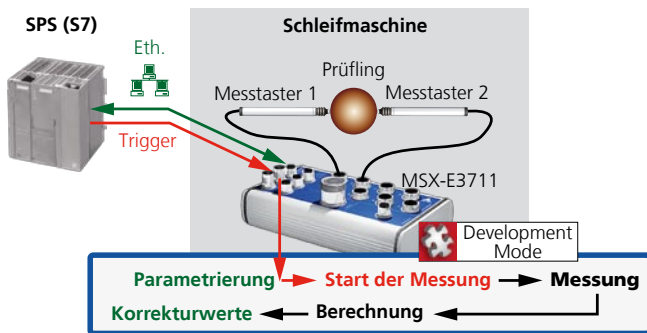 SPS (S7)
Schleifmaschine
Eth.
Prüfling
Messtaster 1
Messtaster 2
Trigger
MSX-E3711
Development
Mode
Parametrierung
Start der Messung
Messung
Korrekturwerte
Berechnung